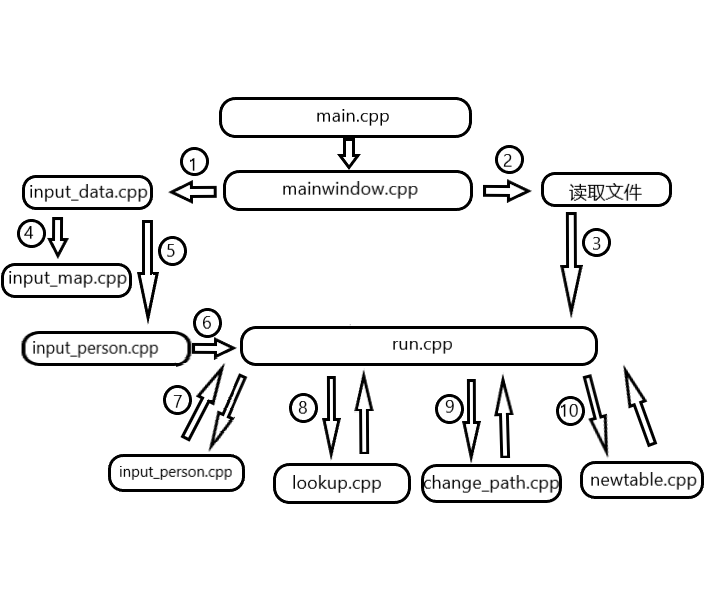 main.cpp
①
②
mainwindow.cpp
input_data.cpp
读取文件
④
⑤
③
input_map.cpp
⑥
input_person.cpp
run.cpp
⑦
⑧
⑨
⑩
input_person.cpp
lookup.cpp
change_path.cpp
newtable.cpp